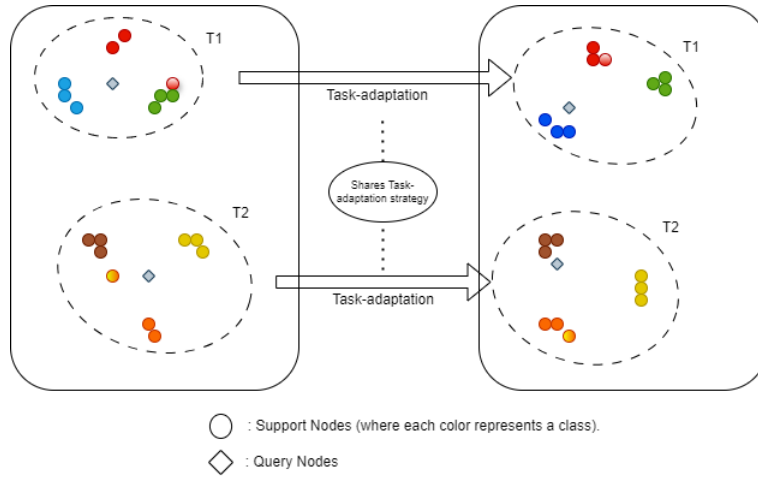 T1
T1
Task-adaptation
Shares Task-
adaptation strategy
T2
T2
Task-adaptation
: Support Nodes (where each color represents a class).
: Query Nodes